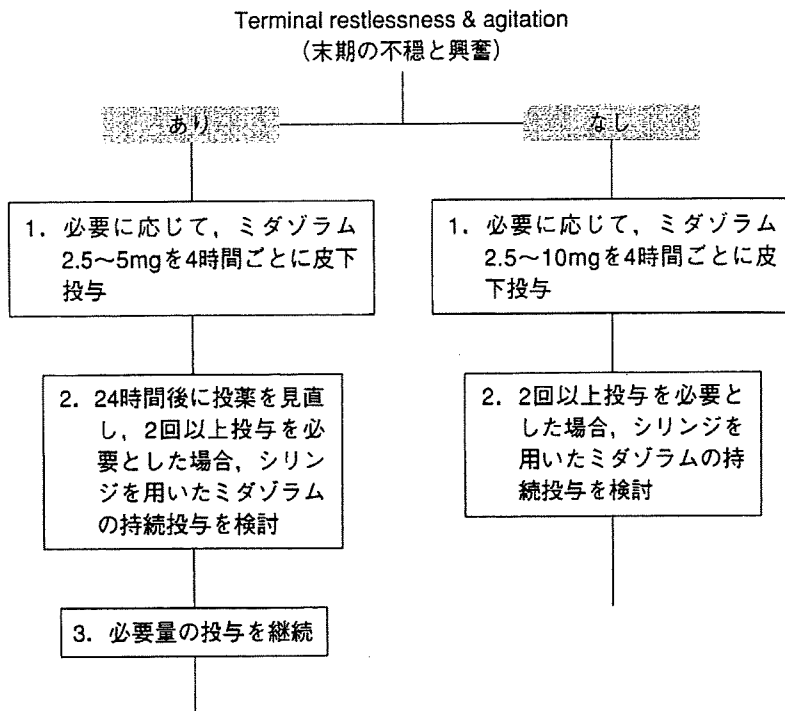 Terminal restlessness & agitation
（末期の不穏と興奮）
あり
なし
1. 必要に応じて，ミダゾラム
2.5～5mgを4時間ごとに皮下
投与
2. 24時間後に投薬を見直
し，2回以上投与を必
要とした場合，シリン
ジを用いたミダゾラム
の持続投与を検討
3. 必要量の投与を継続
1. 必要に応じて，ミダゾラム
2.5～10mgを4時間ごとに皮
下投与
2. 2回以上投与を必要と
した場合，シリンジを
用いたミダゾラムの持
続投与を検討